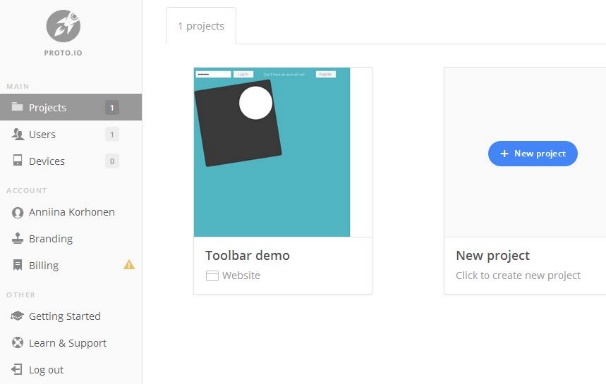 PROTO.IO
MAIN
Projects 1
Users 1
Devices 0
ACCOUNT
Anniina Korhonen
Branding
Billing
OTHER
Getting Started
Learn & Support
Log out
1 projects
Toolbar demo
Website
+ New project
New project
Click to create new project